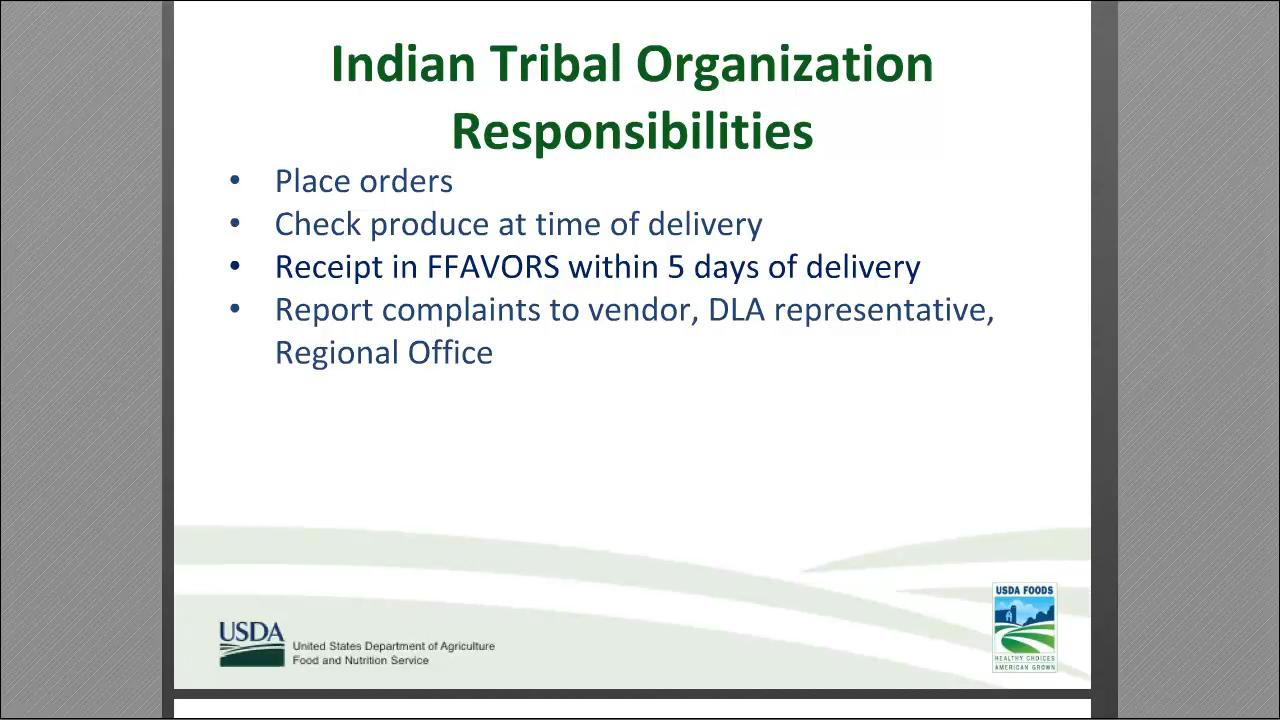 Indian Tribal Organization
Responsibilities
• Place orders
• Check produce at time of delivery
• Receipt in FFAVORS within 5 days of delivery
• Report complaints to vendor, DLA representative,
Regional Office
USDA
United States Department of Agriculture
Food and Nutrition Service
USDA FOODS
HEALTHY CHOICES
AMERICAN GROWN